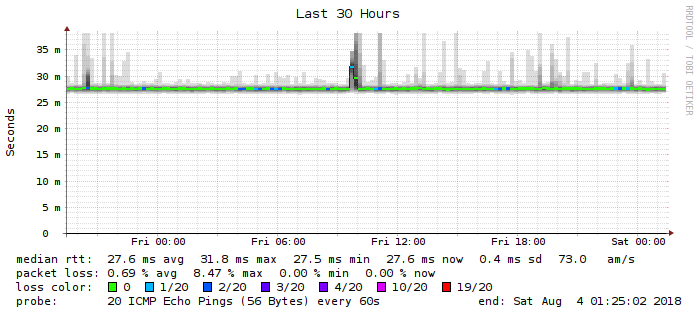 Last 30 Hours
RRDTOOL / TOBI OETIKER
Seconds
35 m
30 m
25 m
20 m
15 m
10 m
5 m
0
Fri 00:00 Fri 06:00 Fri 12:00 Fri 18:00 Sat 00:00
median rtt: 27.6 ms avg 31.8 ms max 27.5 ms min 27.6 ms now 0.4 ms sd 73.0 am/s
packet loss: 0.69 % avg 8.47 % max 0.00 % min 0.00 % now
loss color: 0 1/20 2/20 3/20 4/20 10/20 19/20
probe: 20 ICMP Echo Pings (56 Bytes) every 60s end: Sat Aug 4 01:25:02 2018